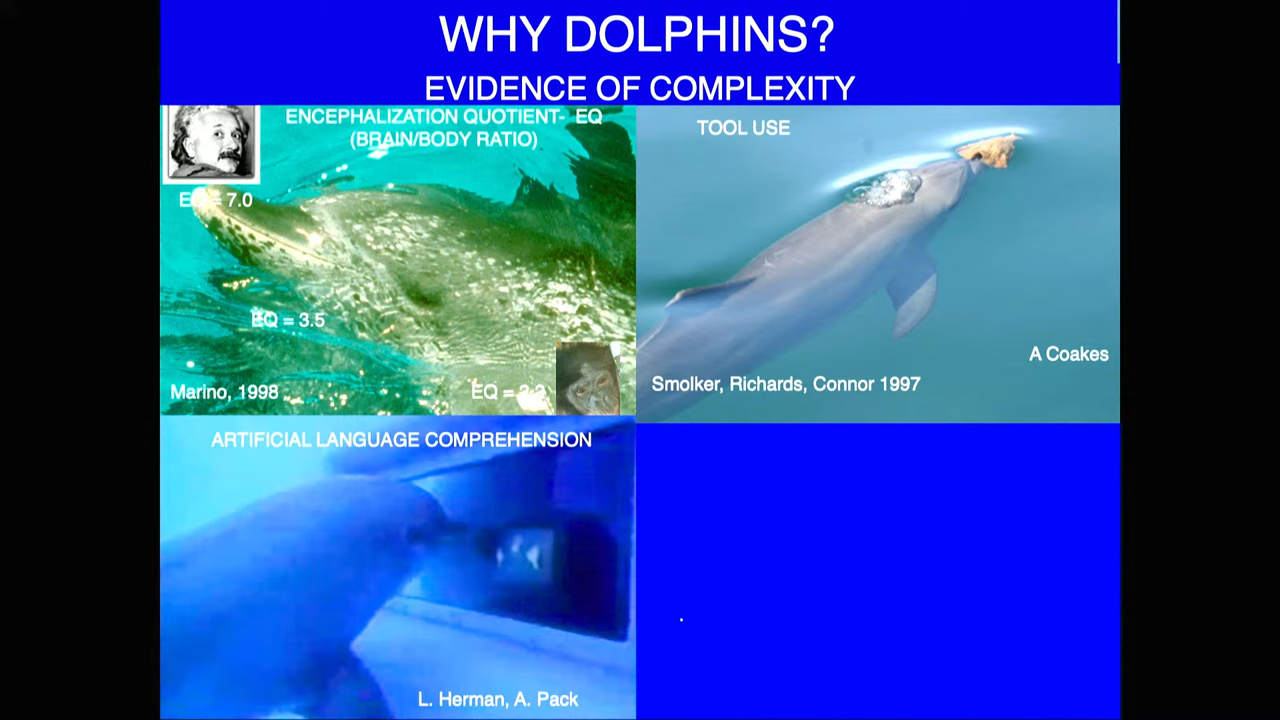 WHY DOLPHINS?
EVIDENCE OF COMPLEXITY
ENCEPHALIZATION QUOTIENT- EQ
(BRAIN/BODY RATIO)
EQ = 7.0
EQ = 3.5
Marino, 1998
EQ =
TOOL USE
A Coakes
Smolker, Richards, Connor 1997
ARTIFICIAL LANGUAGE COMPREHENSION
L. Herman, A. Pack